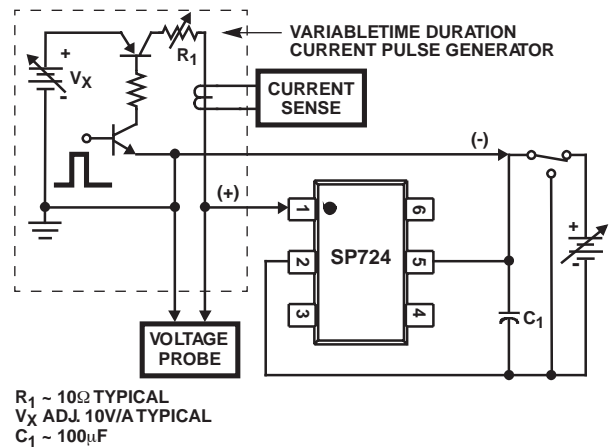 VARIABLETIME DURATION
CURRENT PULSE GENERATOR
+
R1
VX
-
CURRENT
SENSE
(-)
(+)
1
6
+
2
SP724
5
-
3
4
C1
VOLTAGE
PROBE
R1 ~ 10Ω TYPICAL
VX ADJ. 10V/A TYPICAL
C1 ~ 100μF